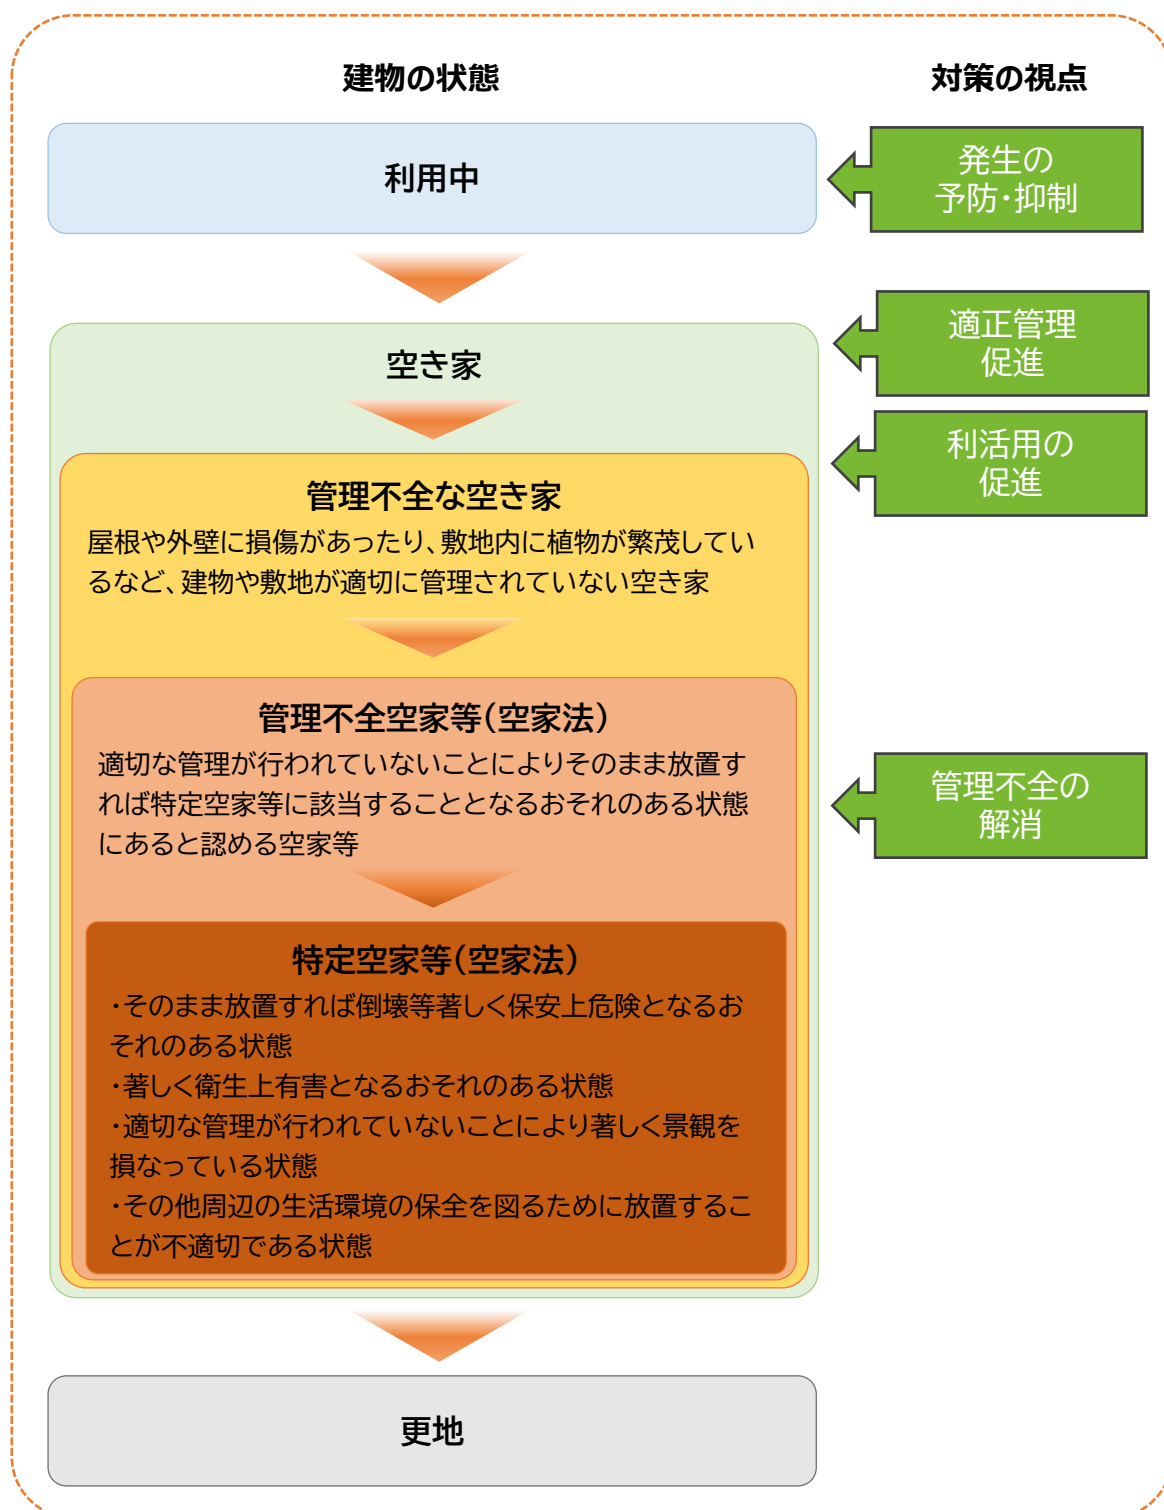 建物の状態
対策の視点
利用中
発生の
予防・抑制
空き家
適正管理
促進
利活用の
促進
管理不全な空き家
屋根や外壁に損傷があったり、敷地内に植物が繁茂してい
るなど、建物や敷地が適切に管理されていない空き家
管理不全空家等（空家法）
適切な管理が行われていないことによりそのまま放置す
れば特定空家等に該当することとなるおそれのある状態
にあると認める空家等
管理不全の
解消
特定空家等（空家法）
・そのまま放置すれば倒壊等著しく保安上危険となるお
それのある状態
・著しく衛生上有害となるおそれのある状態
・適切な管理が行われていないことにより著しく景観を
損なっている状態
・その他周辺の生活環境の保全を図るために放置するこ
とが不適切である状態
更地